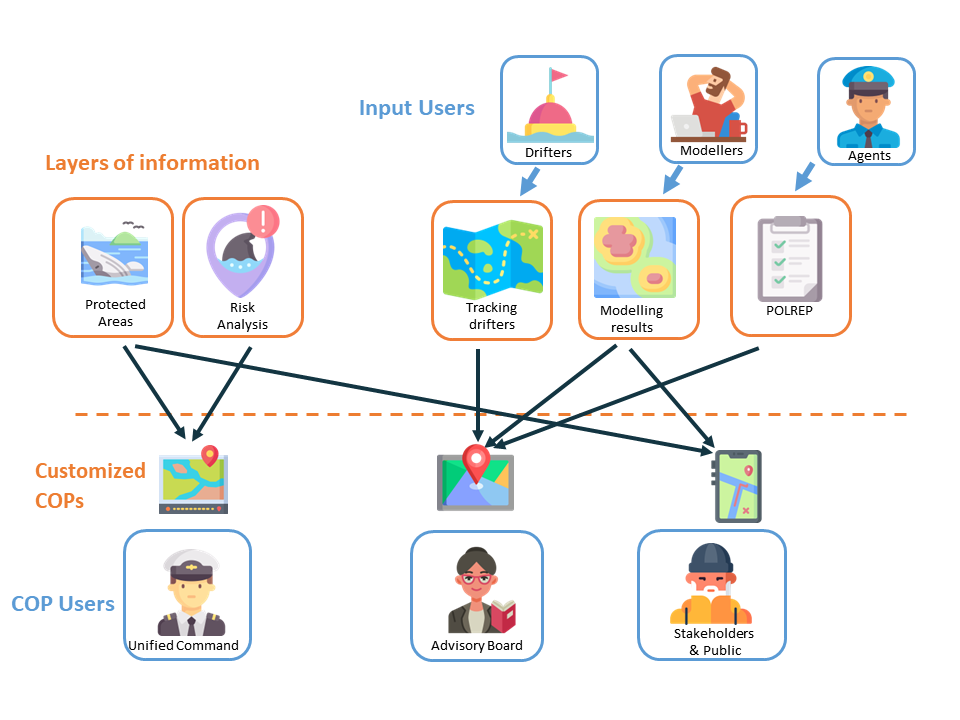 Input Users
Drifters
Modellers
Agents
Layers of information
Protected
Areas
Risk
Analysis
Tracking
drifters
Modelling
results
POLREP
Customized
COPs
COP Users
Unified Command
Advisory Board
Stakeholders
& Public